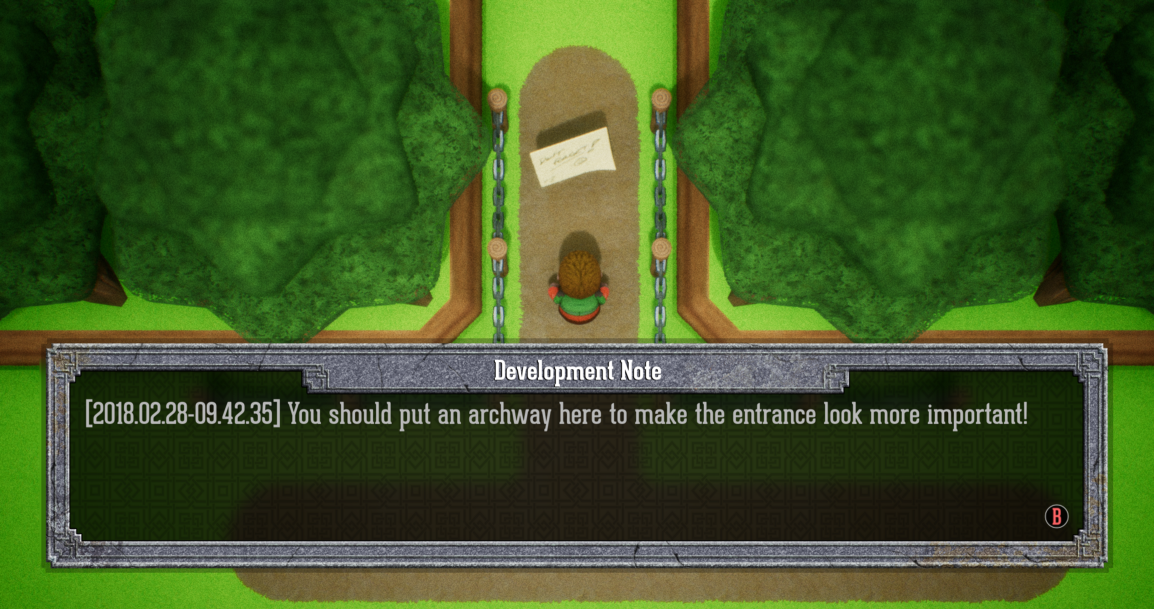 Development Note
[2018.02.28-09.42.35] You should put an archway here to make the entrance look more important!
B